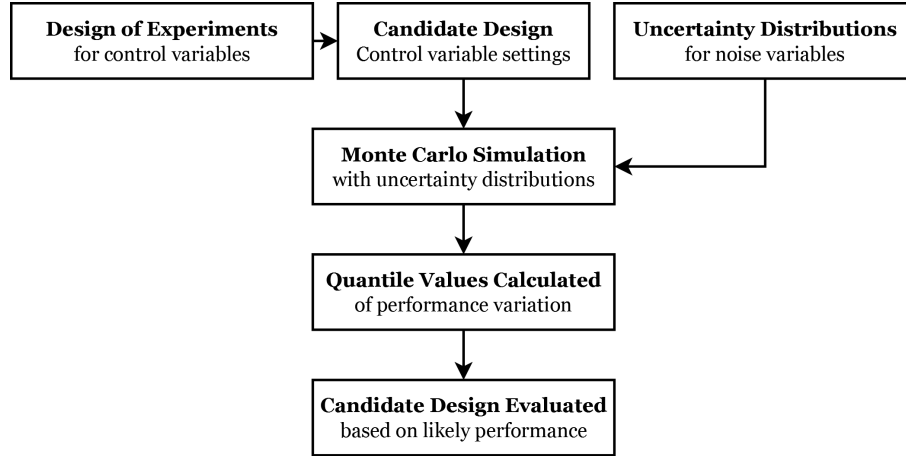 Design of Experiments
for control variables
Candidate Design
Control variable settings
Uncertainty Distributions
for noise variables
Monte Carlo Simulation
with uncertainty distributions
Quantile Values Calculated
of performance variation
Candidate Design Evaluated
based on likely performance